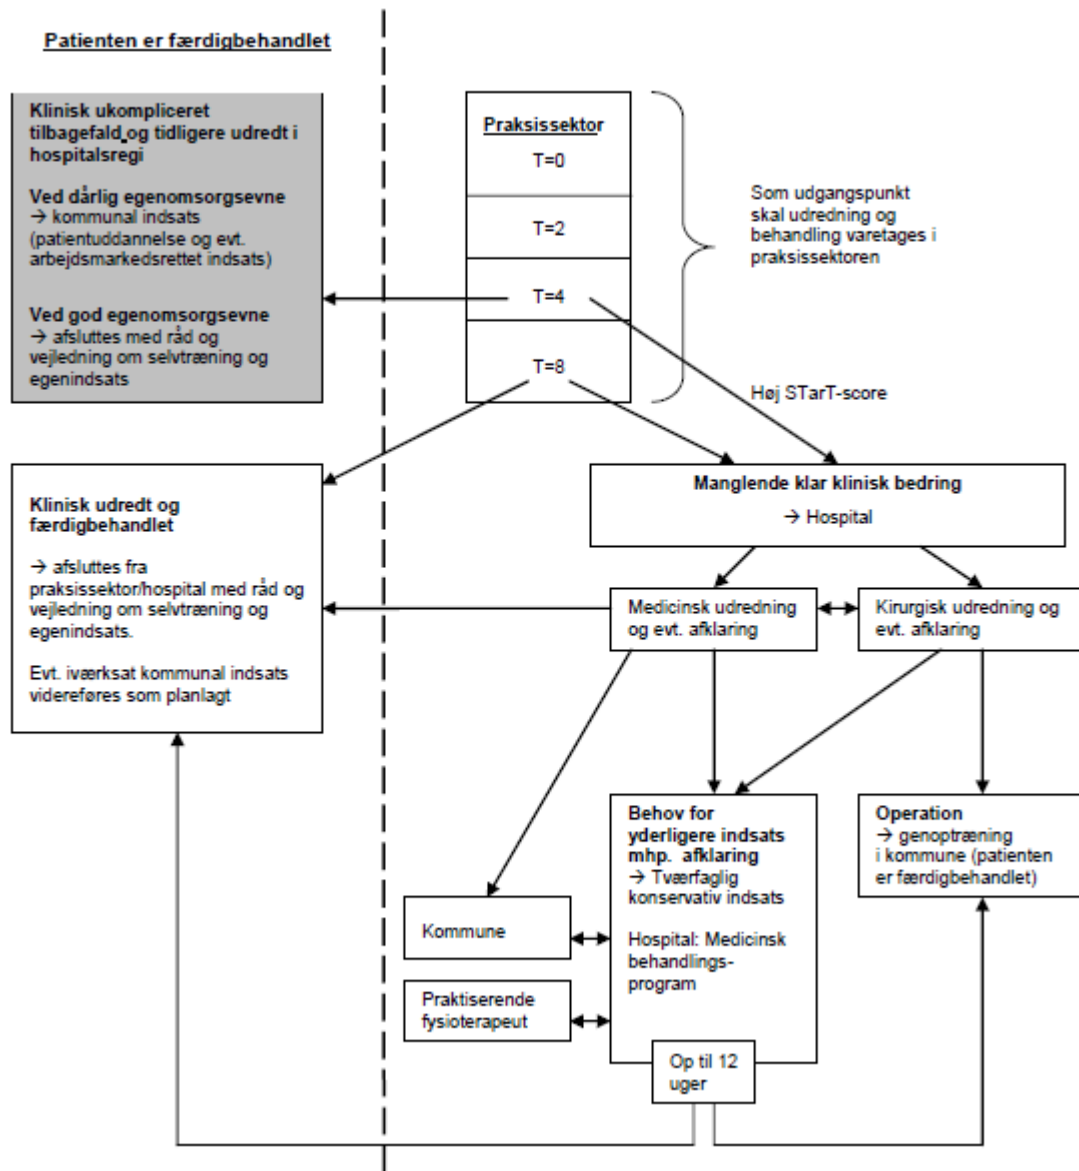 Patienten er færdigbehandlet
Klinisk ukompliceret
tilbagefald og tidligere udredt i
hospitalsregi
Ved dårlig egenomsorgsevne
→ kommunal indsats
(patientuddannelse og evt.
arbejdsmarkedsrettet indsats)
Ved god egenomsorgsevne
→ afsluttes med råd og
vejledning om selvtræning og
egenindsats
Praksissektor
T=0
T=2
T=4
T=8
Som udgangspunkt
skal udredning og
behandling varetages i
praksissektoren
Høj STarT-score
Klinisk udredt og
færdigbehandlet
→ afsluttes fra
praksissektor/hospital med råd og
vejledning om selvtræning og
egenindsats.
Evt. iværksat kommunal indsats
videreføres som planlagt
Manglende klar klinisk bedring
→ Hospital
Medicinsk udredning
og evt. afklaring
Kirurgisk udredning og
evt. afklaring
Behov for
yderligere indsats
mhp. afklaring
→ Tværfaglig
konservativ indsats
Hospital: Medicinsk
behandlings-
program
Operation
→ genoptræning
i kommune (patienten
er færdigbehandlet)
Kommune
Praktiserende
fysioterapeut
Op til 12
uger